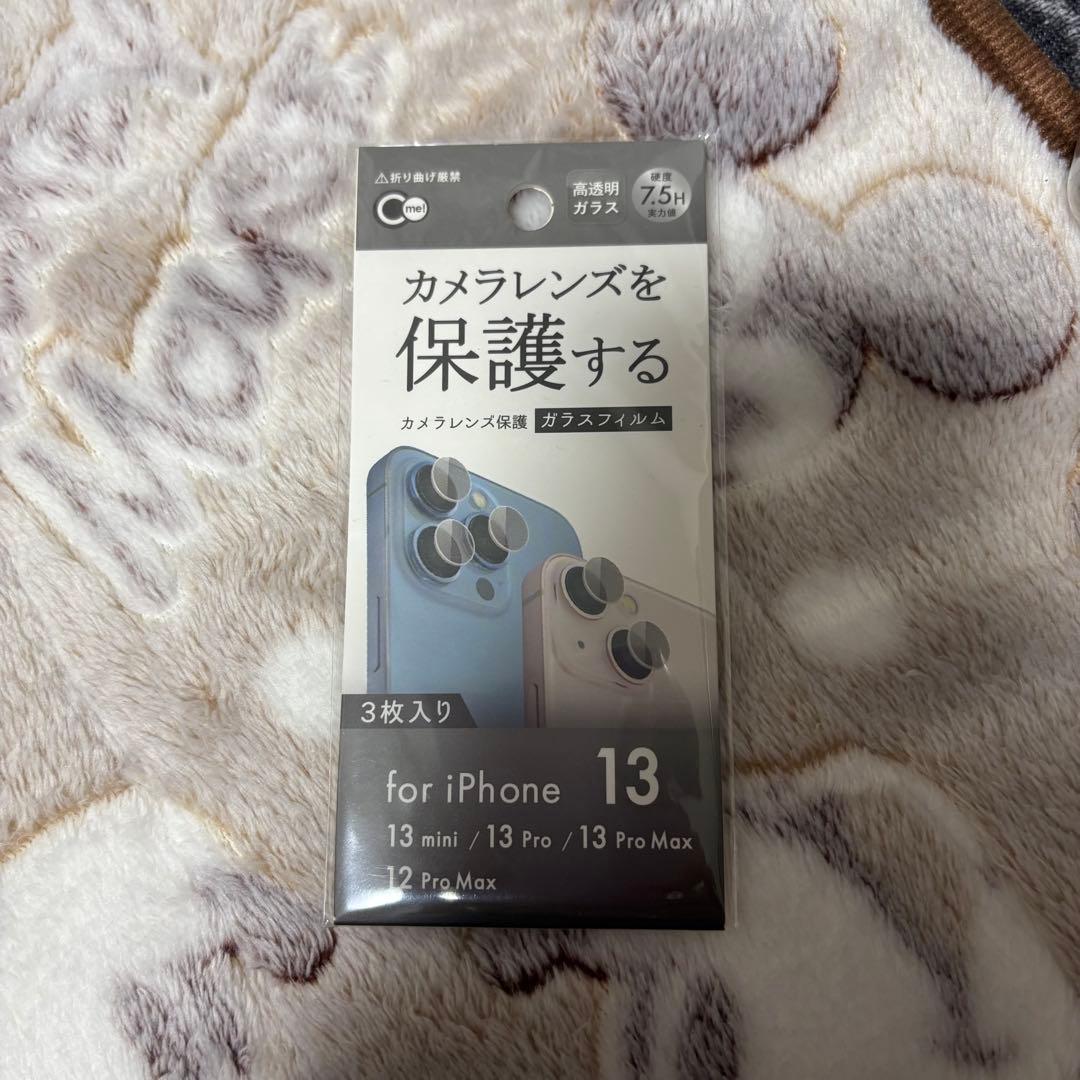 ⚠折り曲げ厳禁
Cme!
高透明
ガラス
硬度
7.5H
実力値
カメラレンズを
保護する
カメラレンズ保護 ガラスフィルム
3枚入り
for iPhone 13
13 mini / 13 Pro / 13 Pro Max
12 Pro Max